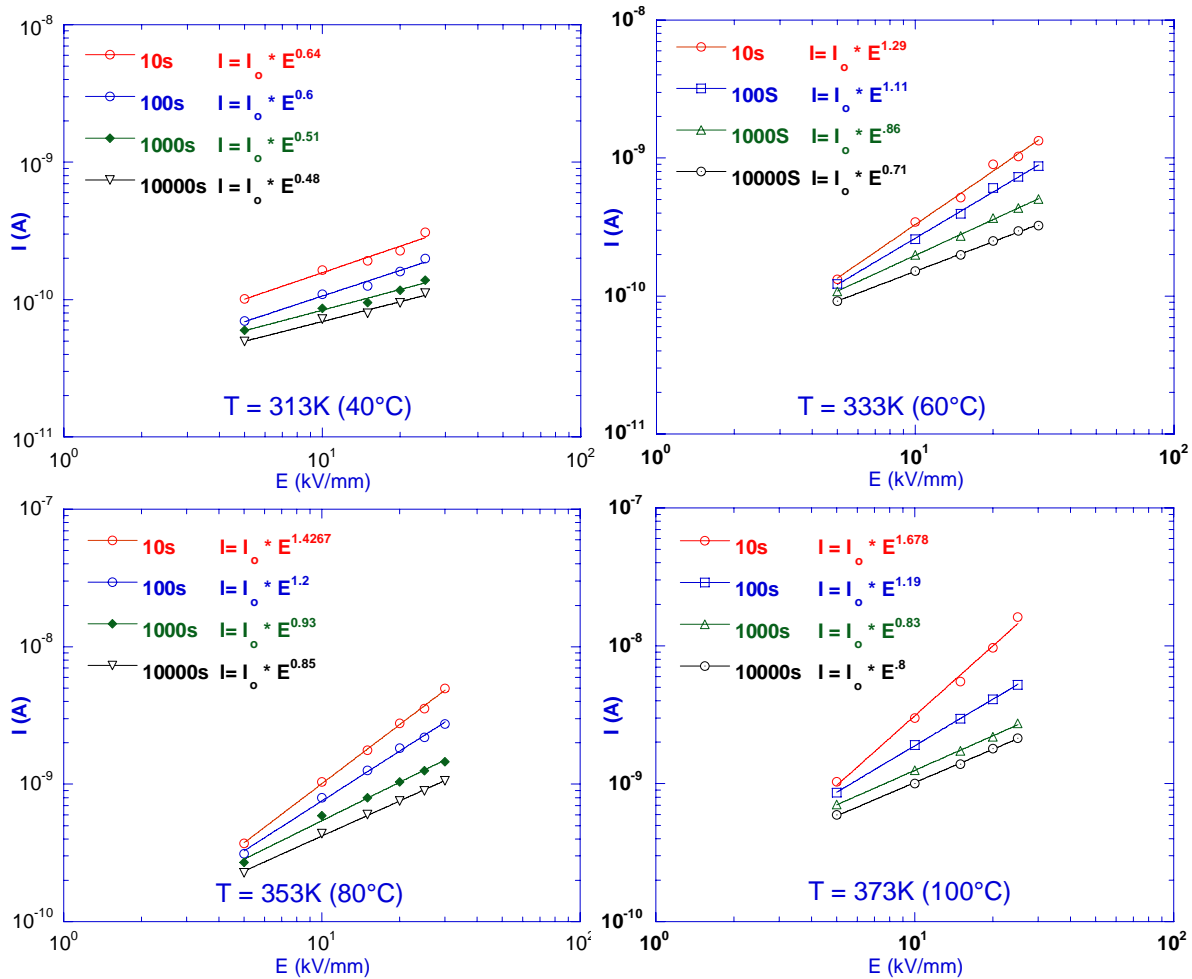 10⁻⁸
10⁻⁹
10⁻¹⁰
10⁻¹¹
I (A)
10s I = Iₒ * E^0.64
100s I = Iₒ * E^0.6
1000s I = Iₒ * E^0.51
10000s I = Iₒ * E^0.48
T = 313K (40°C)
10⁰ 10¹ 10²
E (kV/mm)
10⁻⁸
10⁻⁹
10⁻¹⁰
10⁻¹¹
I (A)
10s I = Iₒ * E^1.29
100S I= Iₒ * E^1.11
1000S I= Iₒ * E^.86
10000S I= Iₒ * E^0.71
T = 333K (60°C)
10⁰ 10¹ 10²
E (kV/mm)
10⁻⁷
10⁻⁸
10⁻⁹
10⁻¹⁰
I (A)
10s I= Iₒ * E^1.4267
100s I= Iₒ * E^1.2
1000s I= Iₒ * E^0.93
10000s I= Iₒ * E^0.85
T = 353K (80°C)
10⁰ 10¹ 10²
E (kV/mm)
10⁻⁷
10⁻⁸
10⁻⁹
10⁻¹⁰
I (A)
10s I = Iₒ * E^1.678
100s I = Iₒ * E^1.19
1000s I = Iₒ * E^0.83
10000s I = Iₒ * E^.8
T = 373K (100°C)
10⁰ 10¹ 10²
E (kV/mm)